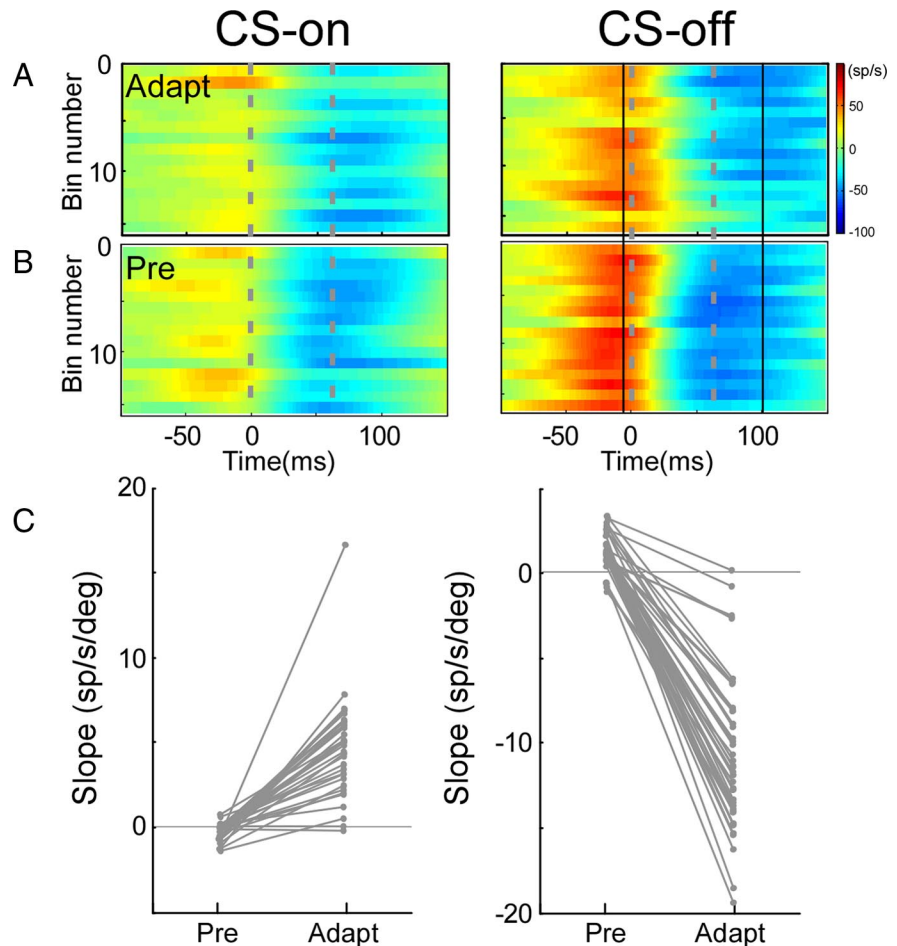 CS-on
CS-off
A
Bin number
0
10
Adapt
(sp/s)
50
0
-50
-100
B
Bin number
0
10
Pre
-50 0 100
Time(ms)
-50 0 100
Time(ms)
C
Slope (sp/s/deg)
20
10
0
Pre Adapt
Slope (sp/s/deg)
0
-10
-20
Pre Adapt